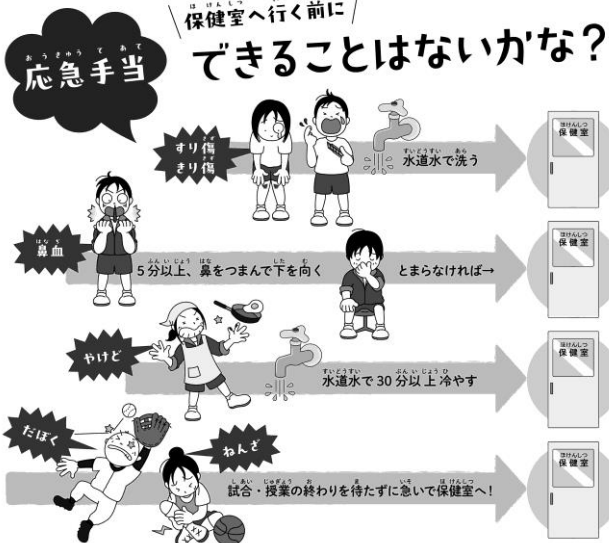 応急手当
保健室へ行く前に
できることはないかな？
すり傷
きり傷
水道水で洗う
保健室
鼻血
5分以上、鼻をつまんで下を向く
とまらなければ→
保健室
やけど
水道水で30分以上冷やす
保健室
だぼく
ねんざ
試合・授業の終わりを待たずに急いで保健室へ！
保健室